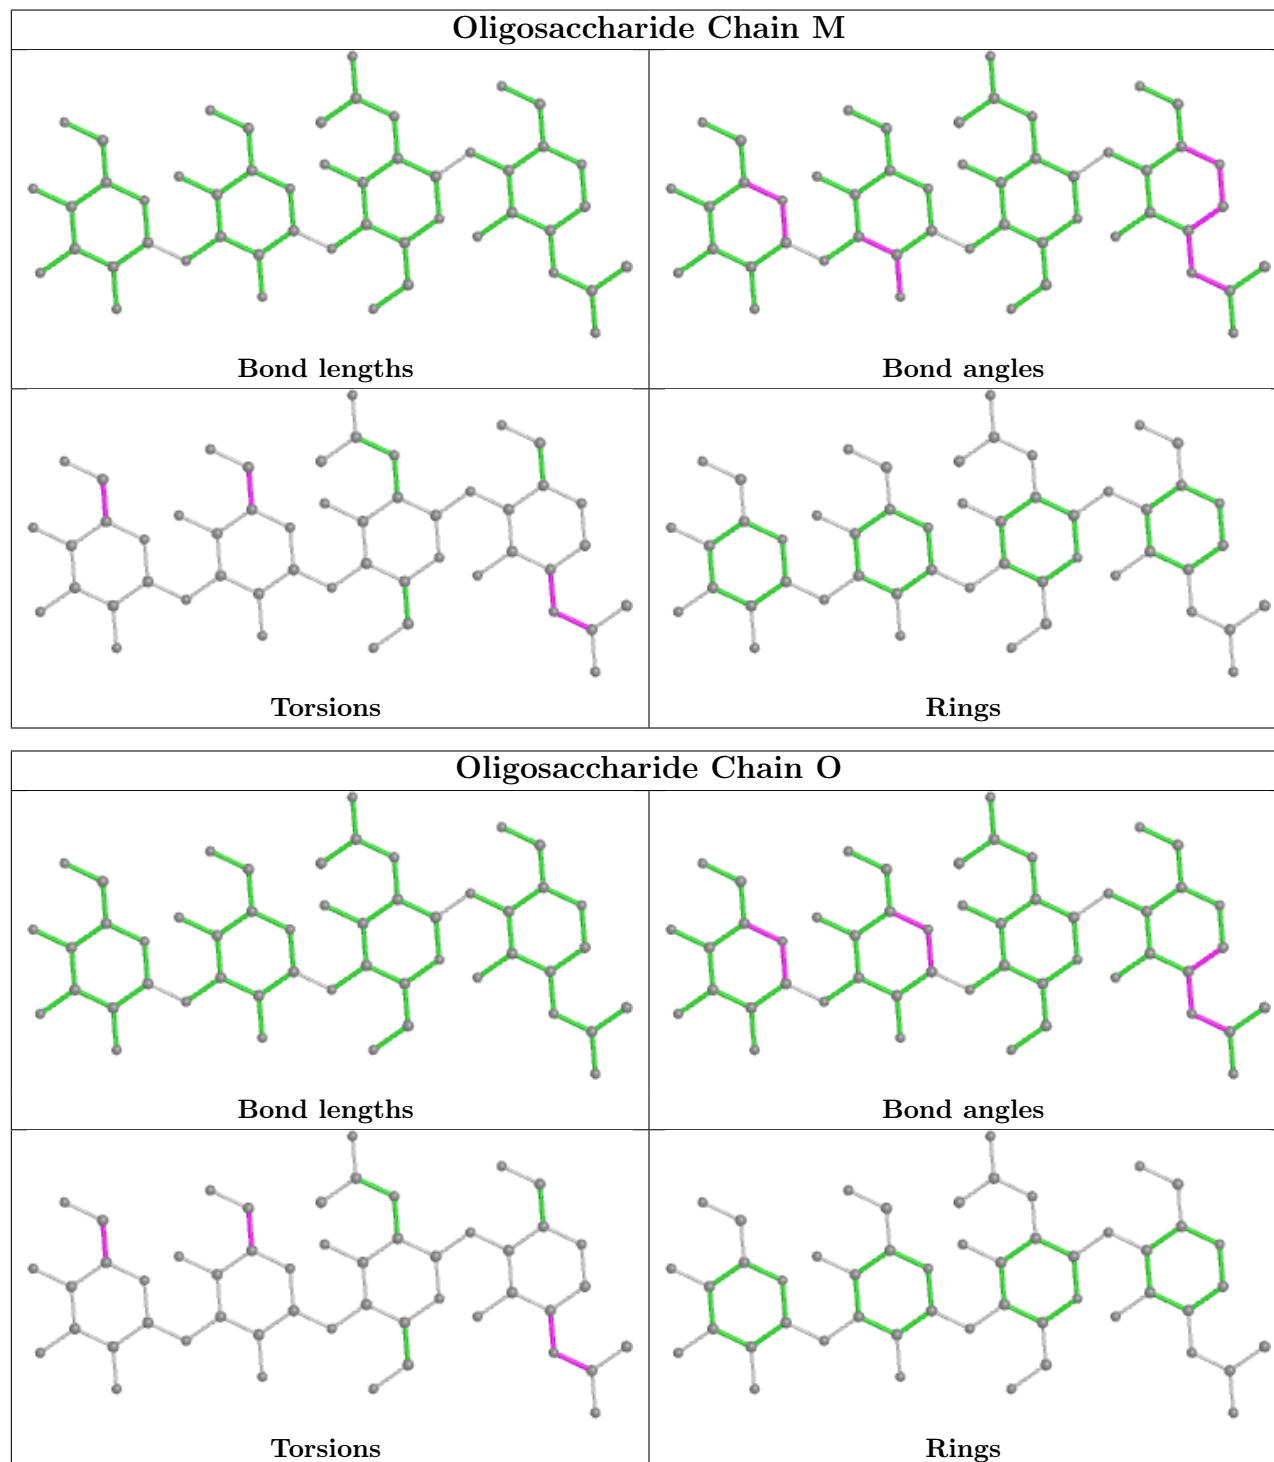 Oligosaccharide Chain M
Bond lengths
Bond angles
Torsions
Rings
Oligosaccharide Chain O
Bond lengths
Bond angles
Torsions
Rings